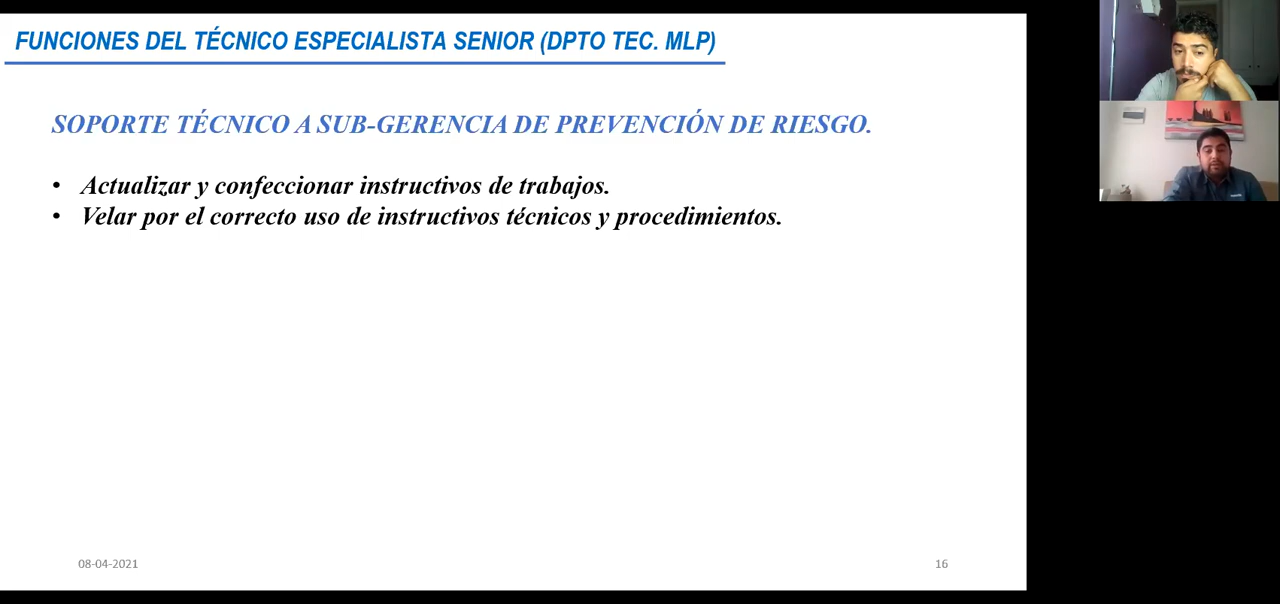 FUNCIONES DEL TÉCNICO ESPECIALISTA SENIOR (DPTO TEC. MLP)
SOPORTE TÉCNICO A SUB-GERENCIA DE PREVENCIÓN DE RIESGO.
• Actualizar y confeccionar instructivos de trabajos.
• Velar por el correcto uso de instructivos técnicos y procedimientos.
08-04-2021
16